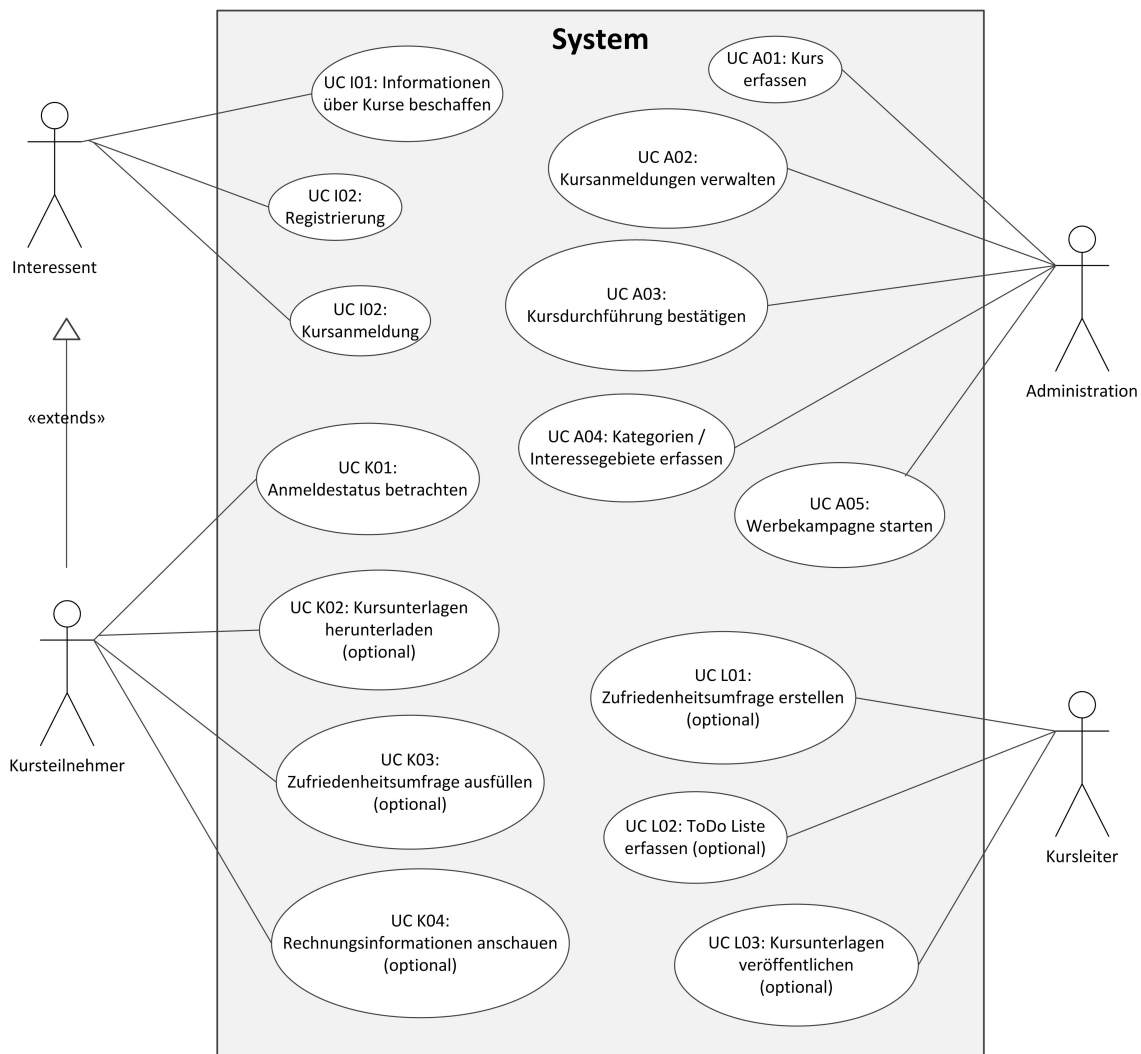 System
UC I01: Informationen
über Kurse beschaffen
UC I02:
Registrierung
UC I02:
Kursanmeldung
Interessent
«extends»
UC K01:
Anmeldestatus betrachten
UC K02: Kursunterlagen
herunterladen
(optional)
UC K03:
Zufriedenheitsumfrage ausfüllen
(optional)
UC K04:
Rechnungsinformationen anschauen
(optional)
Kursteilnehmer
UC A01: Kurs
erfassen
UC A02:
Kursanmeldungen verwalten
UC A03:
Kursdurchführung bestätigen
UC A04: Kategorien /
Interessegebiete erfassen
UC A05:
Werbekampagne starten
Administration
UC L01:
Zufriedenheitsumfrage erstellen
(optional)
UC L02: ToDo Liste
erfassen (optional)
UC L03: Kursunterlagen
veröffentlichen
(optional)
Kursleiter